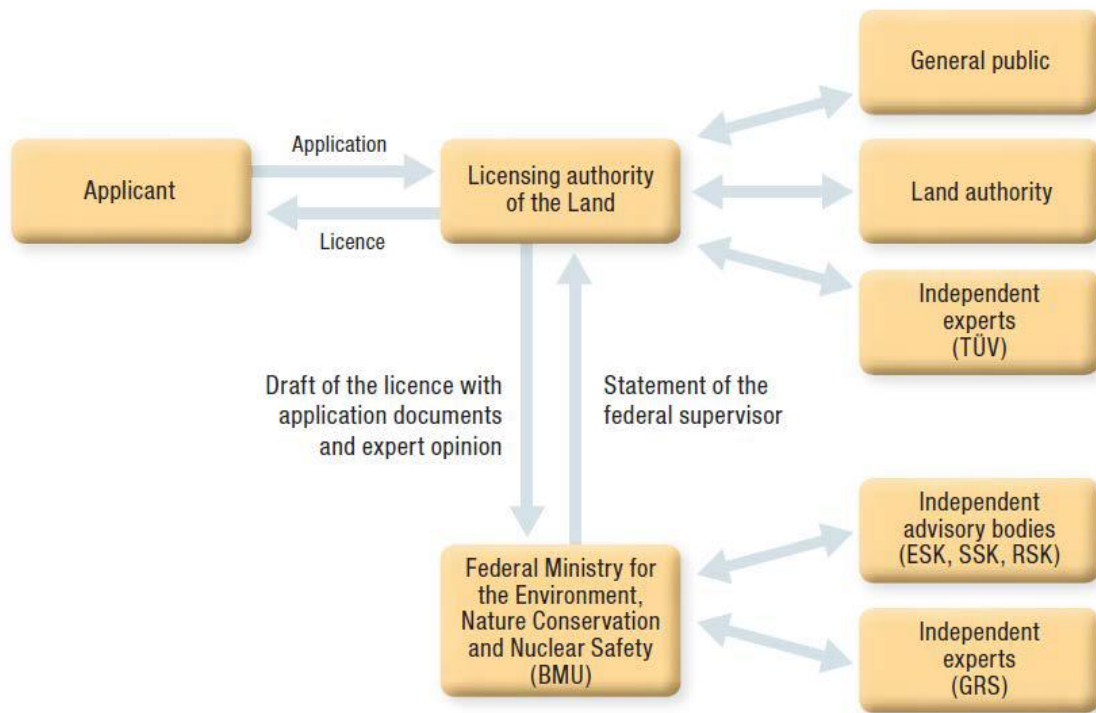 General public
Application
Applicant
Licensing authority
of the Land
Land authority
Licence
Independent
experts
(TÜV)
Draft of the licence with
application documents
and expert opinion
Statement of the
federal supervisor
Independent
advisory bodies
(ESK, SSK, RSK)
Federal Ministry for
the Environment,
Nature Conservation
and Nuclear Safety
(BMU)
Independent
experts
(GRS)